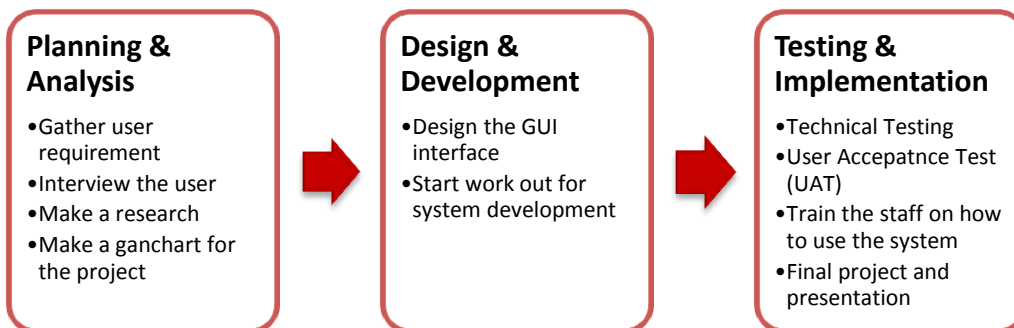 Planning &
Analysis
•Gather user
requirement
•Interview the user
•Make a research
•Make a ganchart for
the project
Design &
Development
•Design the GUI
interface
•Start work out for
system development
Testing &
Implementation
•Technical Testing
•User Accepatnce Test
(UAT)
•Train the staff on how
to use the system
•Final project and
presentation